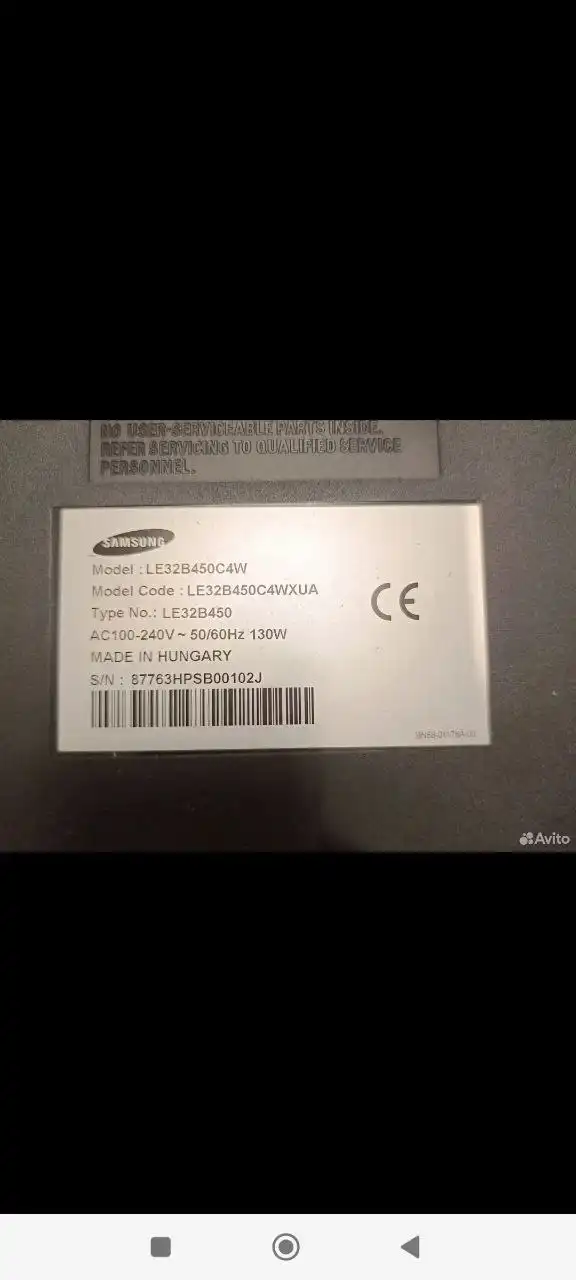 NO USER-SERVICEABLE PARTS INSIDE.
REFER SERVICING TO QUALIFIED SERVICE
PERSONNEL.
SAMSUNG
Model : LE32B450C4W
Model Code : LE32B450C4WXUA
Type No.: LE32B450
AC100-240V ~ 50/60Hz 130W
MADE IN HUNGARY
S/N : 87763HPSB00102J
CE
Avito